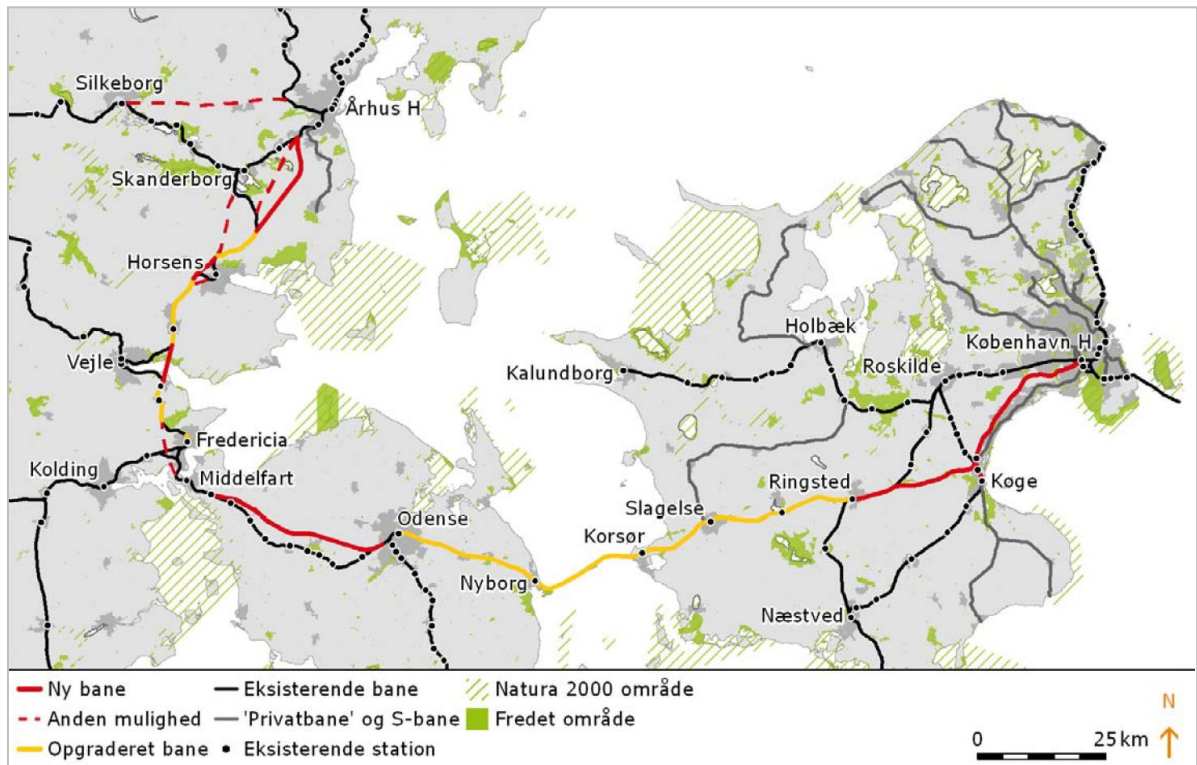 Silkeborg
Århus H
Skanderborg
Horsens
Holbæk
København H
Roskilde
Vejle
Kalundborg
Fredericia
Kolding
Middelfart
Ringsted
Køge
Slagelse
Odense
Korsør
Nyborg
Næstved
Ny bane
Eksisterende bane
Natura 2000 område
Anden mulighed
'Privatbane' og S-bane
Fredet område
Opgraderet bane
Eksisterende station
0 25 km
N